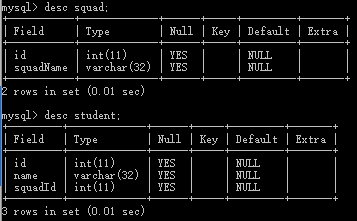 mysql> desc squad;
+-----------+-------------+------+-----+---------+-------+
| Field | Type | Null | Key | Default | Extra |
+-----------+-------------+------+-----+---------+-------+
| id | int(11) | YES | | NULL | |
| squadName | varchar(32) | YES | | NULL | |
+-----------+-------------+------+-----+---------+-------+
2 rows in set (0.01 sec)
mysql> desc student;
+---------+-------------+------+-----+---------+-------+
| Field | Type | Null | Key | Default | Extra |
+---------+-------------+------+-----+---------+-------+
| id | int(11) | YES | | NULL | |
| name | varchar(32) | YES | | NULL | |
| squadId | int(11) | YES | | NULL | |
+---------+-------------+------+-----+---------+-------+
3 rows in set (0.01 sec)